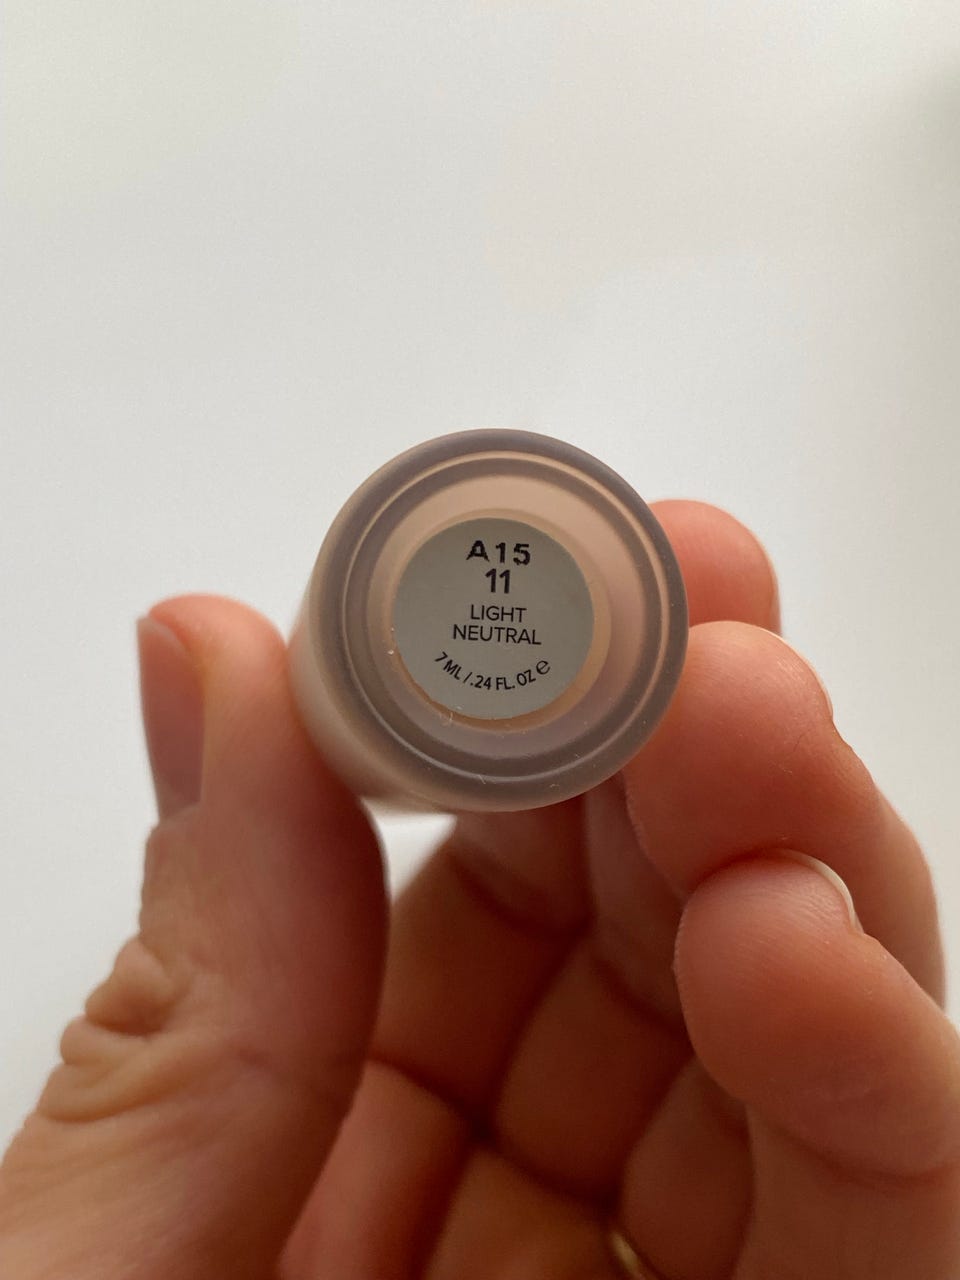 A15
11
LIGHT
NEUTRAL
7 ML / .24 FL. OZ ℮